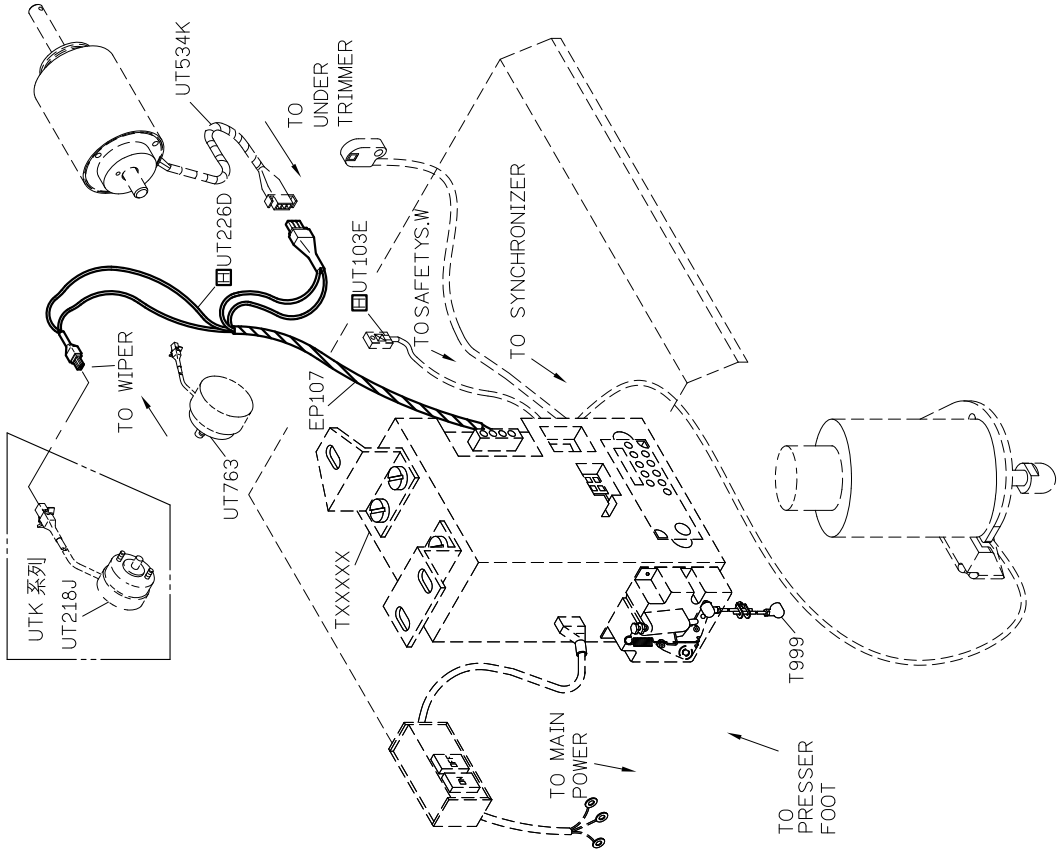 UT534K
TO
UNDER
TRIMMER
UT226D
UT103E
TO SAFETYS.W
TO SYNCHRONIZER
TO WIPER
EP107
UT763
UTK 系列
UT218J
TXXXXX
T999
TO MAIN
POWER
TO
PRESSER
FOOT